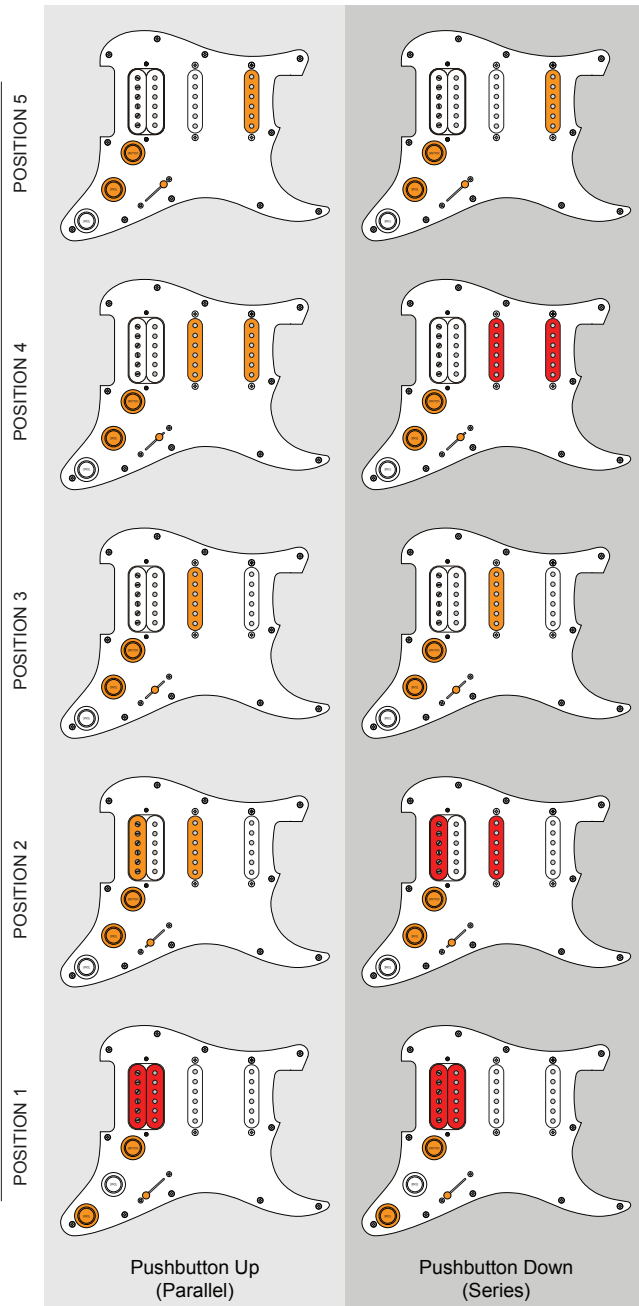 POSITION 5
POSITION 4
POSITION 3
POSITION 2
POSITION 1
Pushbutton Up
(Parallel)
Pushbutton Down
(Series)